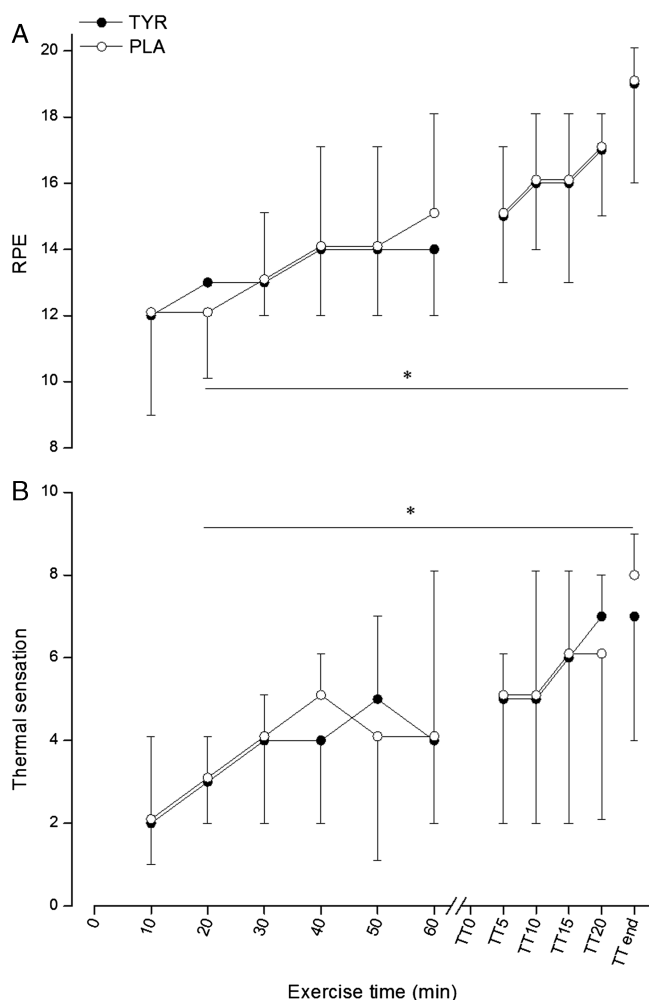 A
TYR
PLA
20
18
16
14
12
10
8
RPE
*
B
10
8
6
4
2
0
Thermal sensation
*
0
10
20
30
40
50
60
TT0
TT5
TT10
TT15
TT20
TT end
Exercise time (min)